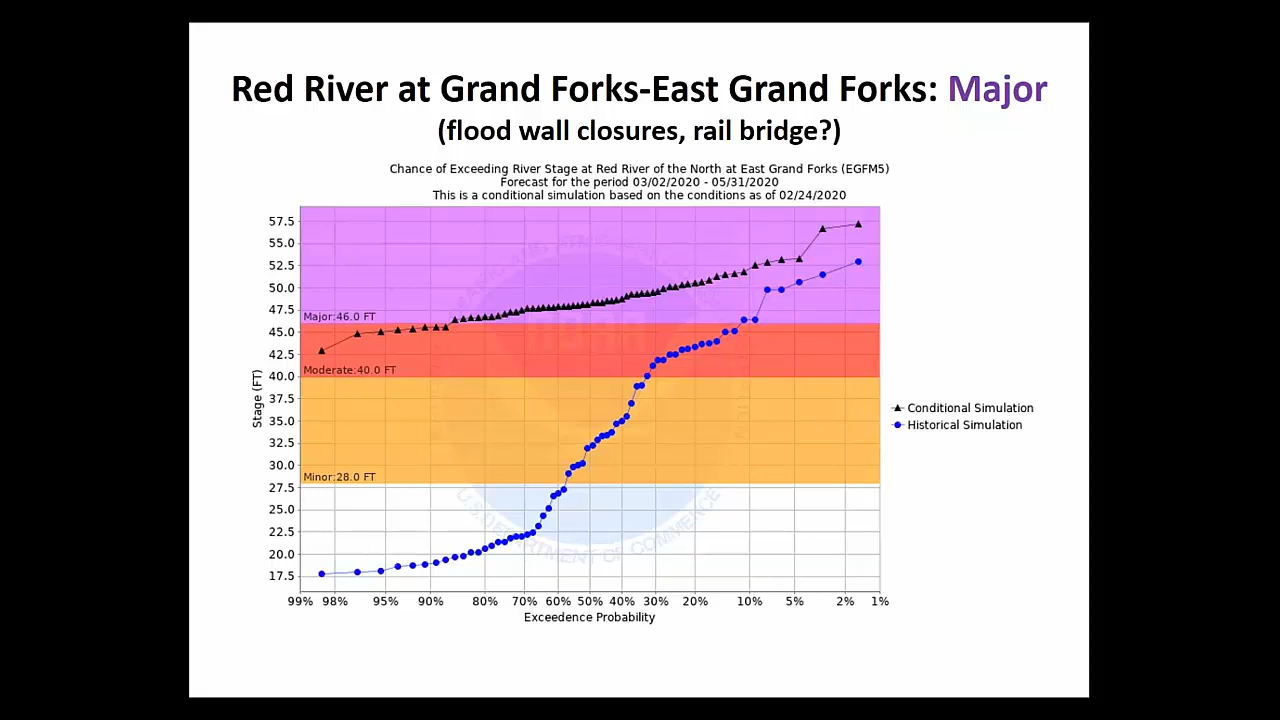 Red River at Grand Forks-East Grand Forks: Major
(flood wall closures, rail bridge?)
Chance of Exceeding River Stage at Red River of the North at East Grand Forks (EGFM5)
Forecast for the period 03/02/2020 - 05/31/2020
This is a conditional simulation based on the conditions as of 02/24/2020
57.5
55.0
52.5
50.0
47.5
Major:46.0 FT
45.0
42.5
Moderate:40.0 FT
40.0
37.5
35.0
32.5
30.0
Minor:28.0 FT
27.5
25.0
22.5
20.0
17.5
Stage (FT)
Conditional Simulation
Historical Simulation
U.S. DEPARTMENT OF COMMERCE
99% 98% 95% 90% 80% 70% 60% 50% 40% 30% 20% 10% 5% 2% 1%
Exceedence Probability